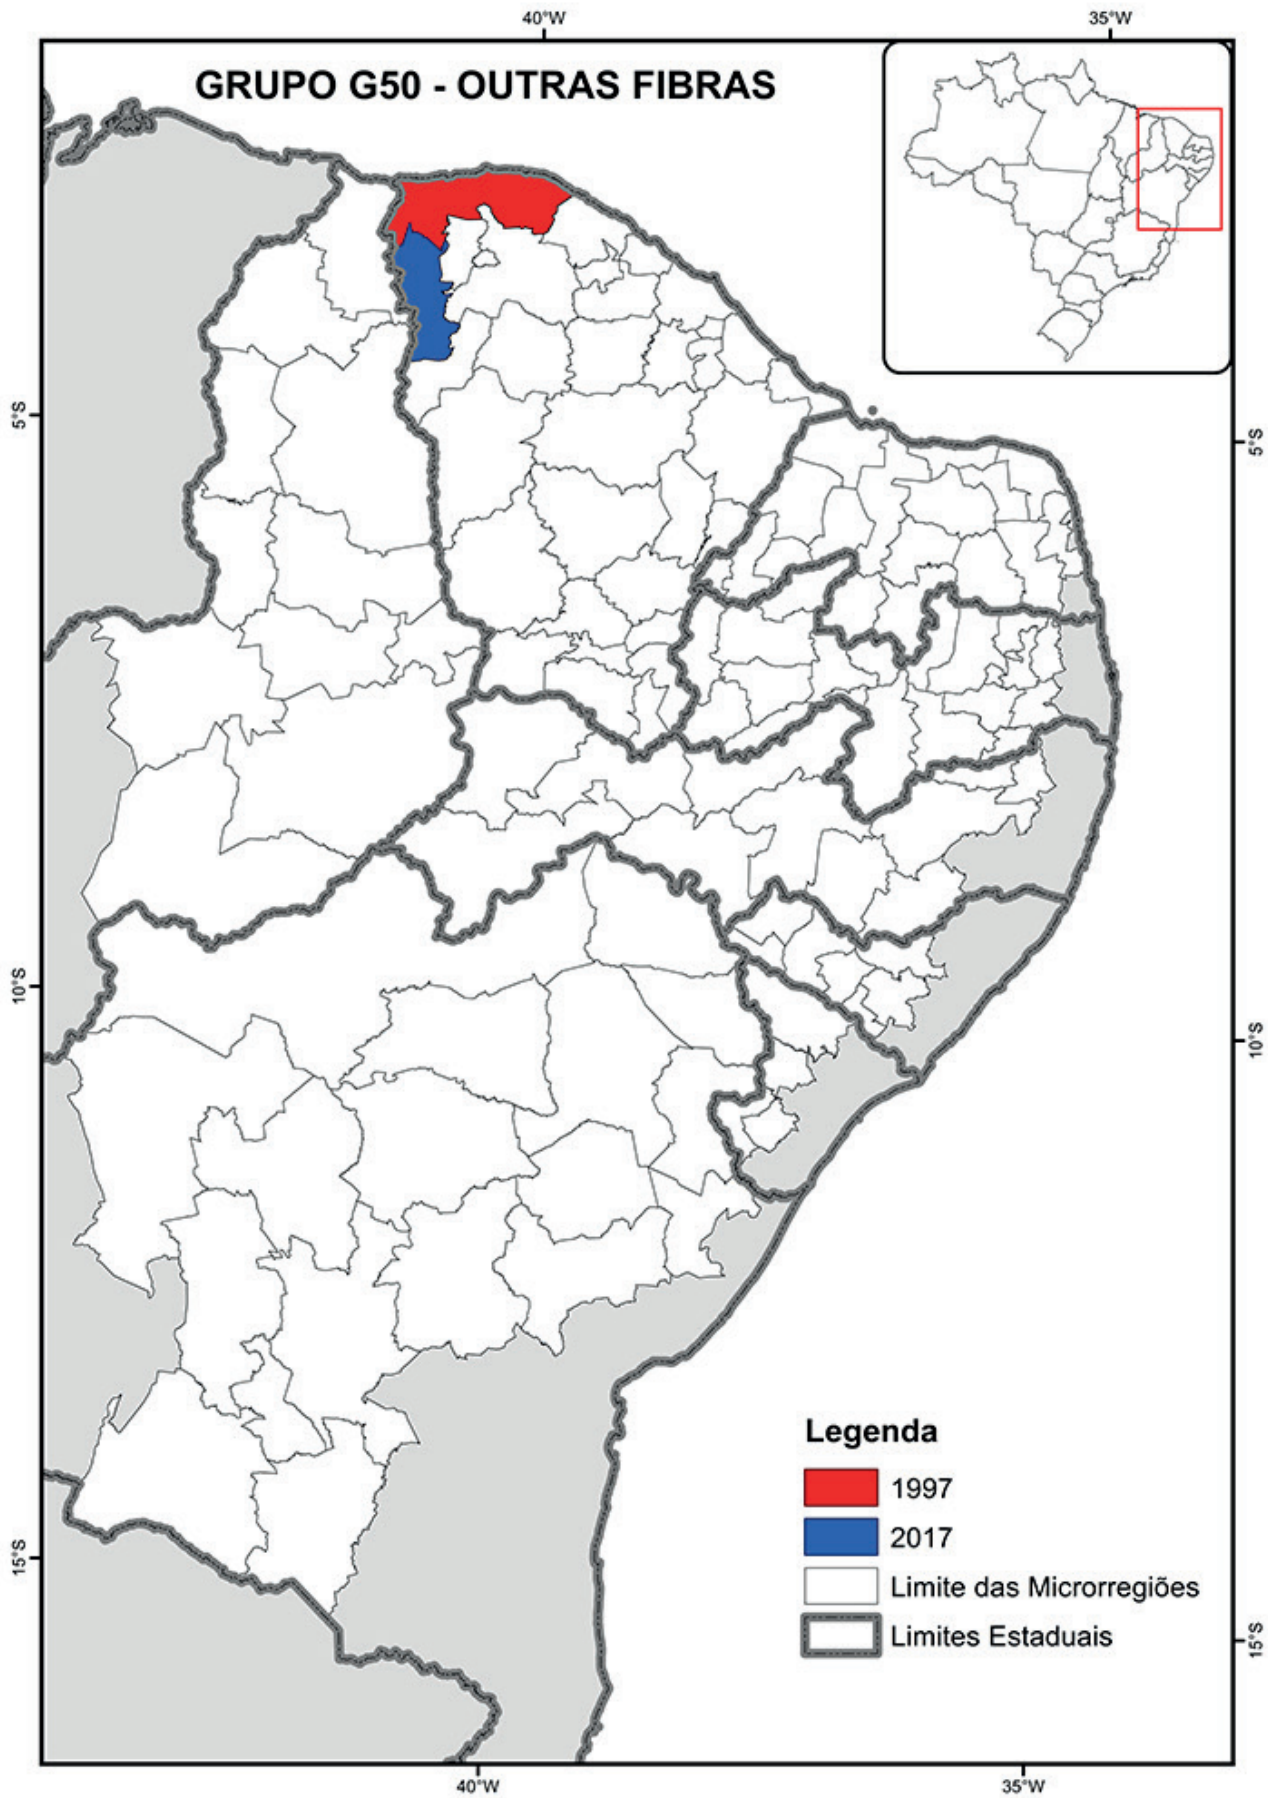 40°W 35°W
GRUPO G50 - OUTRAS FIBRAS
5°S
5°S
10°S
10°S
Legenda
1997
2017
15°S
Limite das Microrregiões
Limites Estaduais
15°S
40°W 35°W